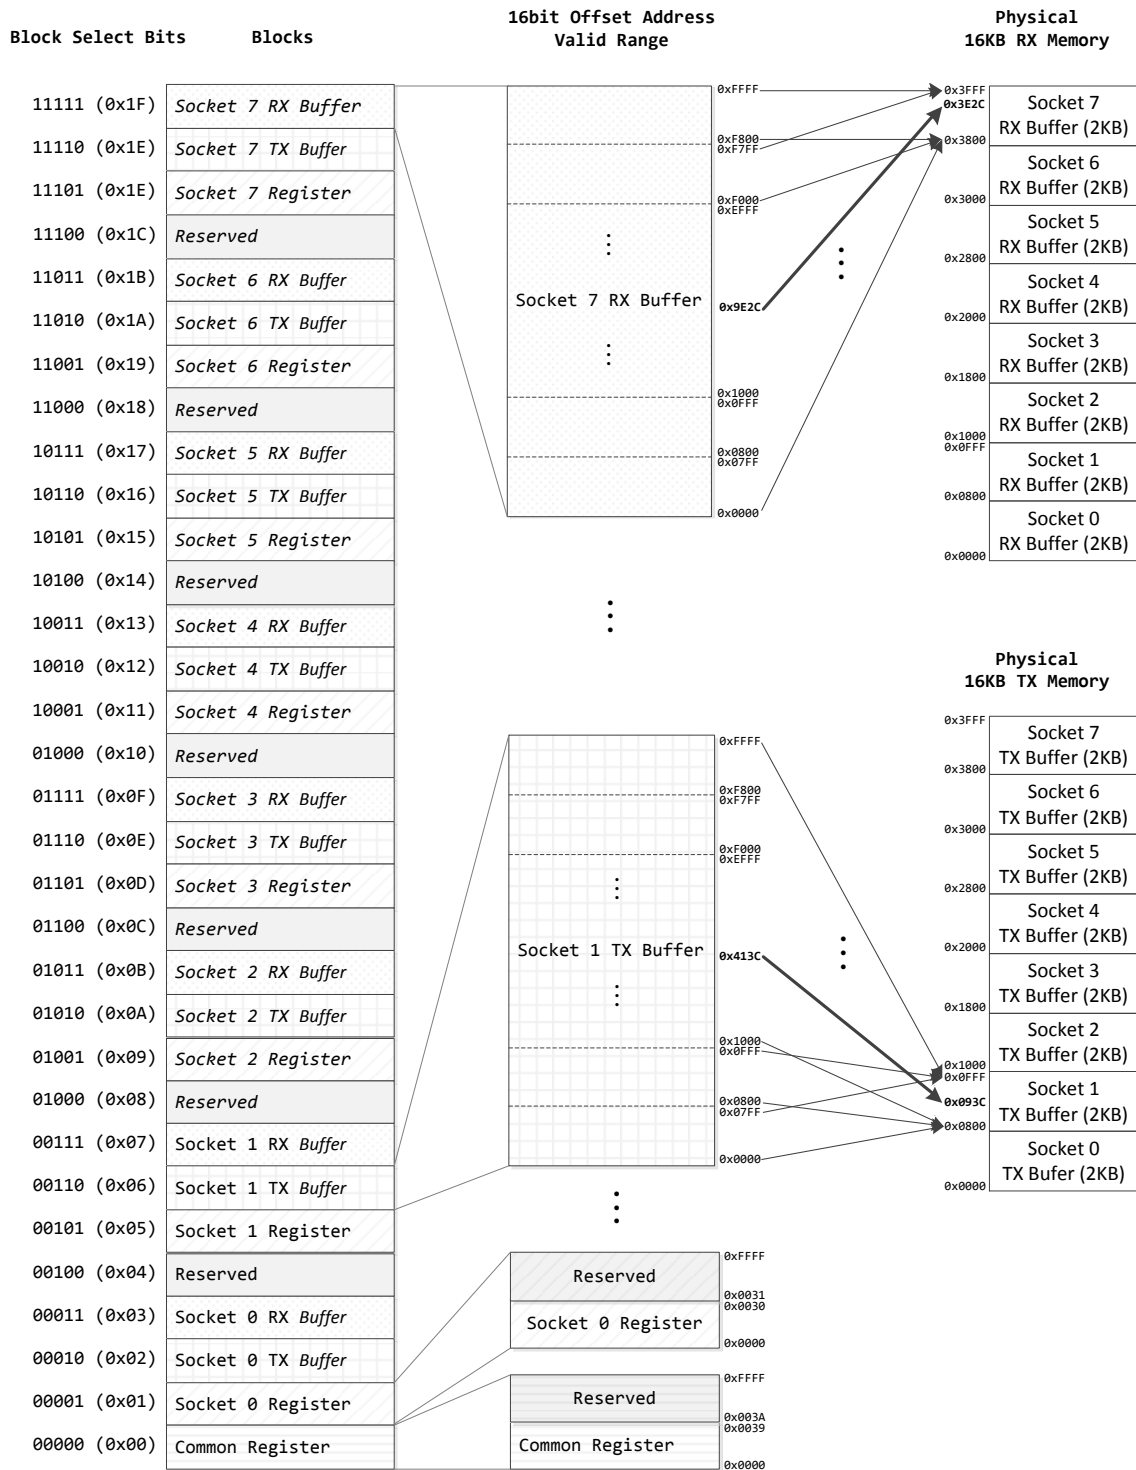 Block Select Bits
Blocks
16bit Offset Address
Valid Range
Physical
16KB RX Memory
11111 (0x1F) Socket 7 RX Buffer
11110 (0x1E) Socket 7 TX Buffer
11101 (0x1E) Socket 7 Register
11100 (0x1C) Reserved
11011 (0x1B) Socket 6 RX Buffer
11010 (0x1A) Socket 6 TX Buffer
11001 (0x19) Socket 6 Register
11000 (0x18) Reserved
10111 (0x17) Socket 5 RX Buffer
10110 (0x16) Socket 5 TX Buffer
10101 (0x15) Socket 5 Register
10100 (0x14) Reserved
10011 (0x13) Socket 4 RX Buffer
10010 (0x12) Socket 4 TX Buffer
10001 (0x11) Socket 4 Register
01000 (0x10) Reserved
01111 (0x0F) Socket 3 RX Buffer
01110 (0x0E) Socket 3 TX Buffer
01101 (0x0D) Socket 3 Register
01100 (0x0C) Reserved
01011 (0x0B) Socket 2 RX Buffer
01010 (0x0A) Socket 2 TX Buffer
01001 (0x09) Socket 2 Register
01000 (0x08) Reserved
00111 (0x07) Socket 1 RX Buffer
00110 (0x06) Socket 1 TX Buffer
00101 (0x05) Socket 1 Register
00100 (0x04) Reserved
00011 (0x03) Socket 0 RX Buffer
00010 (0x02) Socket 0 TX Buffer
00001 (0x01) Socket 0 Register
00000 (0x00) Common Register
0xFFFF
0xF800
0xF7FF
0xF000
0xEFFF
Socket 7 RX Buffer
0x9E2C
0x1000
0x0FFF
0x0800
0x07FF
0x0000
0x3FFF
0x3E2C
Socket 7
RX Buffer (2KB)
0x3800
Socket 6
RX Buffer (2KB)
0x3000
Socket 5
RX Buffer (2KB)
0x2800
Socket 4
RX Buffer (2KB)
0x2000
Socket 3
RX Buffer (2KB)
0x1800
Socket 2
RX Buffer (2KB)
0x1000
0x0FFF
Socket 1
RX Buffer (2KB)
0x0800
Socket 0
RX Buffer (2KB)
0x0000
0xFFFF
0xF800
0xF7FF
0xF000
0xEFFF
Socket 1 TX Buffer
0x413C
0x1000
0x0FFF
0x0800
0x07FF
0x0000
Physical
16KB TX Memory
0x3FFF
Socket 7
TX Buffer (2KB)
0x3800
Socket 6
TX Buffer (2KB)
0x3000
Socket 5
TX Buffer (2KB)
0x2800
Socket 4
TX Buffer (2KB)
0x2000
Socket 3
TX Buffer (2KB)
0x1800
Socket 2
TX Buffer (2KB)
0x1000
0x0FFF
Socket 1
TX Buffer (2KB)
0x093C
0x0800
Socket 0
TX Bufer (2KB)
0x0000
0xFFFF
Reserved
0x0031
0x0030
Socket 0 Register
0x0000
0xFFFF
Reserved
0x003A
0x0039
Common Register
0x0000